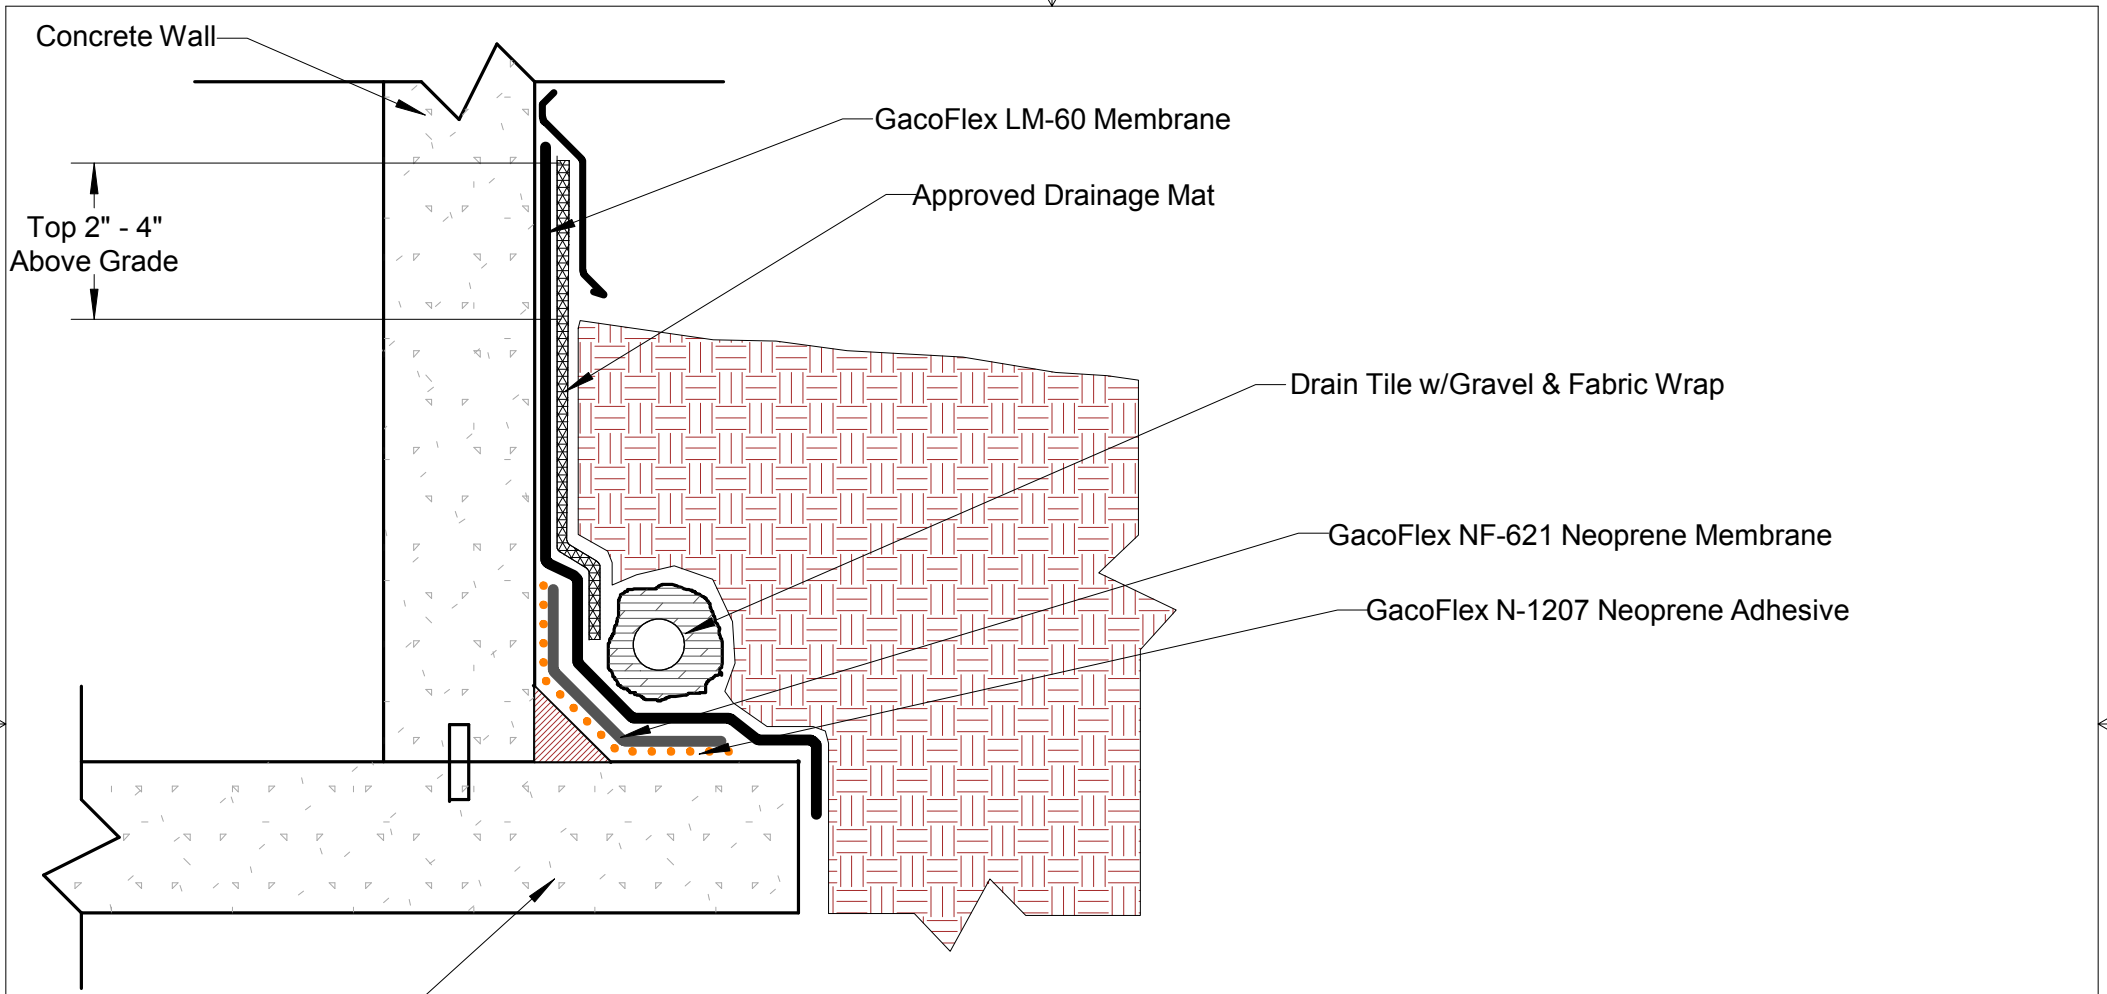 Concrete Wall
GacoFlex LM-60 Membrane
Approved Drainage Mat
Top 2" - 4"
Above Grade
Drain Tile w/Gravel & Fabric Wrap
GacoFlex NF-621 Neoprene Membrane
GacoFlex N-1207 Neoprene Adhesive